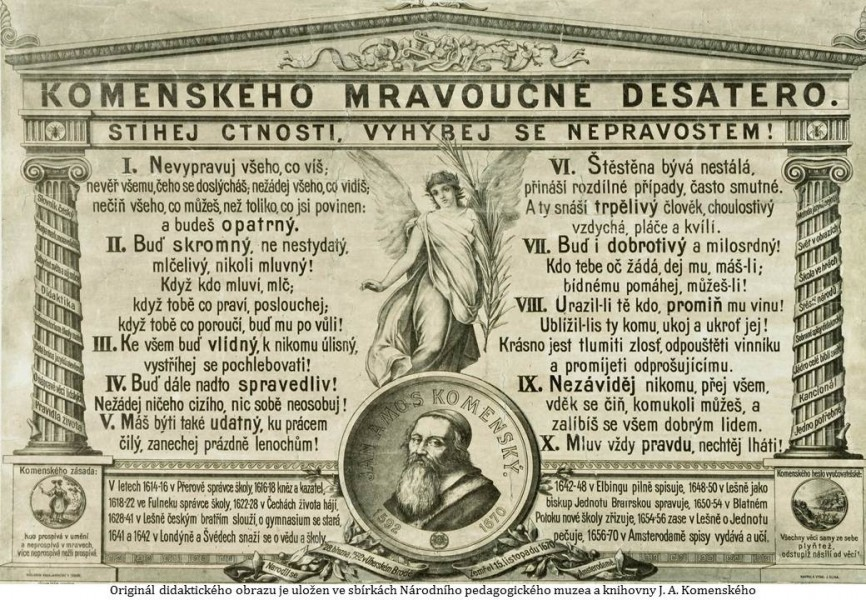 KOMENSKÉHO MRAVOUČNÉ DESATERO.
STÍHEJ CTNOSTI, VYHÝBEJ SE NEPRAVOSTEM!
I. Nevypravuj všeho, co víš;
nevěř všemu, čeho se doslýcháš; nežádej všeho, co vidíš;
nečiň všeho, co můžeš, než toliko, co jsi povinen:
a budeš opatrný.
II. Buď skromný, ne nestydatý,
mlčelivý, nikoli mluvný!
Když kdo mluví, mlč;
když tobě co praví, poslouchej;
když tobě co poroučí, buď mu po vůli!
III. Ke všem buď vlídný, k nikomu úlisný,
vystříhej se pochlebovati!
IV. Buď dále nadto spravedliv!
Nežádej ničeho cizího, nic sobě neosobuj!
V. Máš býti také udatný, ku prácem
čilý, zanechej prázdně lenochům!
VI. Štěstěna bývá nestálá,
přináší rozdílné případy, často smutné.
A ty snáší trpělivý člověk, choulostivý
vzdychá, pláče a kvílí.
VII. Buď i dobrotivý a milosrdný!
Kdo tebe oč žádá, dej mu, máš-li;
bídnému pomáhej, můžeš-li!
VIII. Urazil-li tě kdo, promiň mu vinu!
Ublížil-lis ty komu, ukoj a ukroť jej!
Krásno jest tlumiti zlosť, odpouštěti vinníku
a promíjeti odprošujícímu.
IX. Nezáviděj nikomu, přej všem,
vděk se čiň, komukoli můžeš, a
zalíbíš se všem dobrým lidem.
X. Mluv vždy pravdu, nechtěj lháti!
Didaktika
Pravidla života
Škola ve hrách
Kancionál
Jedno potřebné
JAN AMOS KOMENSKÝ.
1592 1670
Komenského zásada:
kdo prospívá v umění
a neprospívá v mravech,
více neprospívá nežli prospívá.
V letech 1614-16 v Přerově správce školy, 1616-18 kněz a kazatel,
1618-22 ve Fulneku správce školy, 1622-28 v Čechách života hájí,
1628-41 v Lešně českým bratřím slouží, o gymnasium se stará,
1641 a 1642 v Londýně a Švédech snaží se o vědu a školy,
1642-48 v Elbingu pilně spisuje, 1648-50 v Lešně jako
biskup Jednotu Bratrskou spravuje, 1650-54 v Blatném
Potoku nové školy zřizuje, 1654-56 zase v Lešně o Jednotu
pečuje, 1656-70 v Amsterodamě spisy vydává a učí.
Komenského heslo vyučovatelské:
Všechny věci samy ze sebe
plyňtež,
odstupiž násilí od věcí.
Narodil se 28. března 1592 v Uherském Brodě
Zemřel 15. listopadu 1670 v Amsterodamě.
Originál didaktického obrazu je uložen ve sbírkách Národního pedagogického muzea a knihovny J. A. Komenského